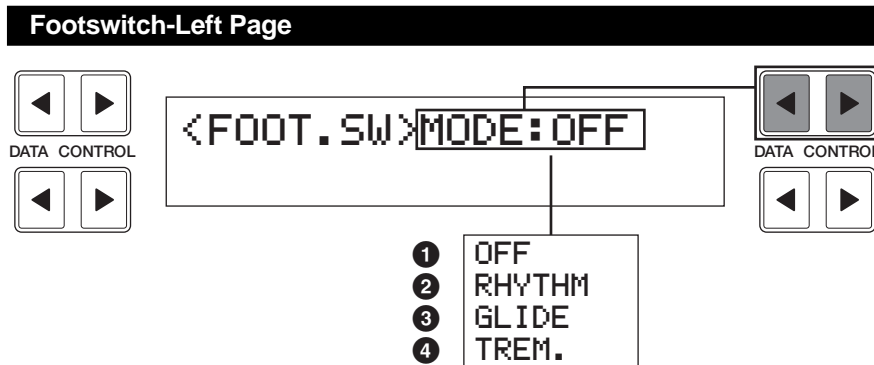 Footswitch-Left Page
<FOOT.SW>MODE:OFF
DATA CONTROL
DATA CONTROL
1 OFF
2 RHYTHM
3 GLIDE
4 TREM.